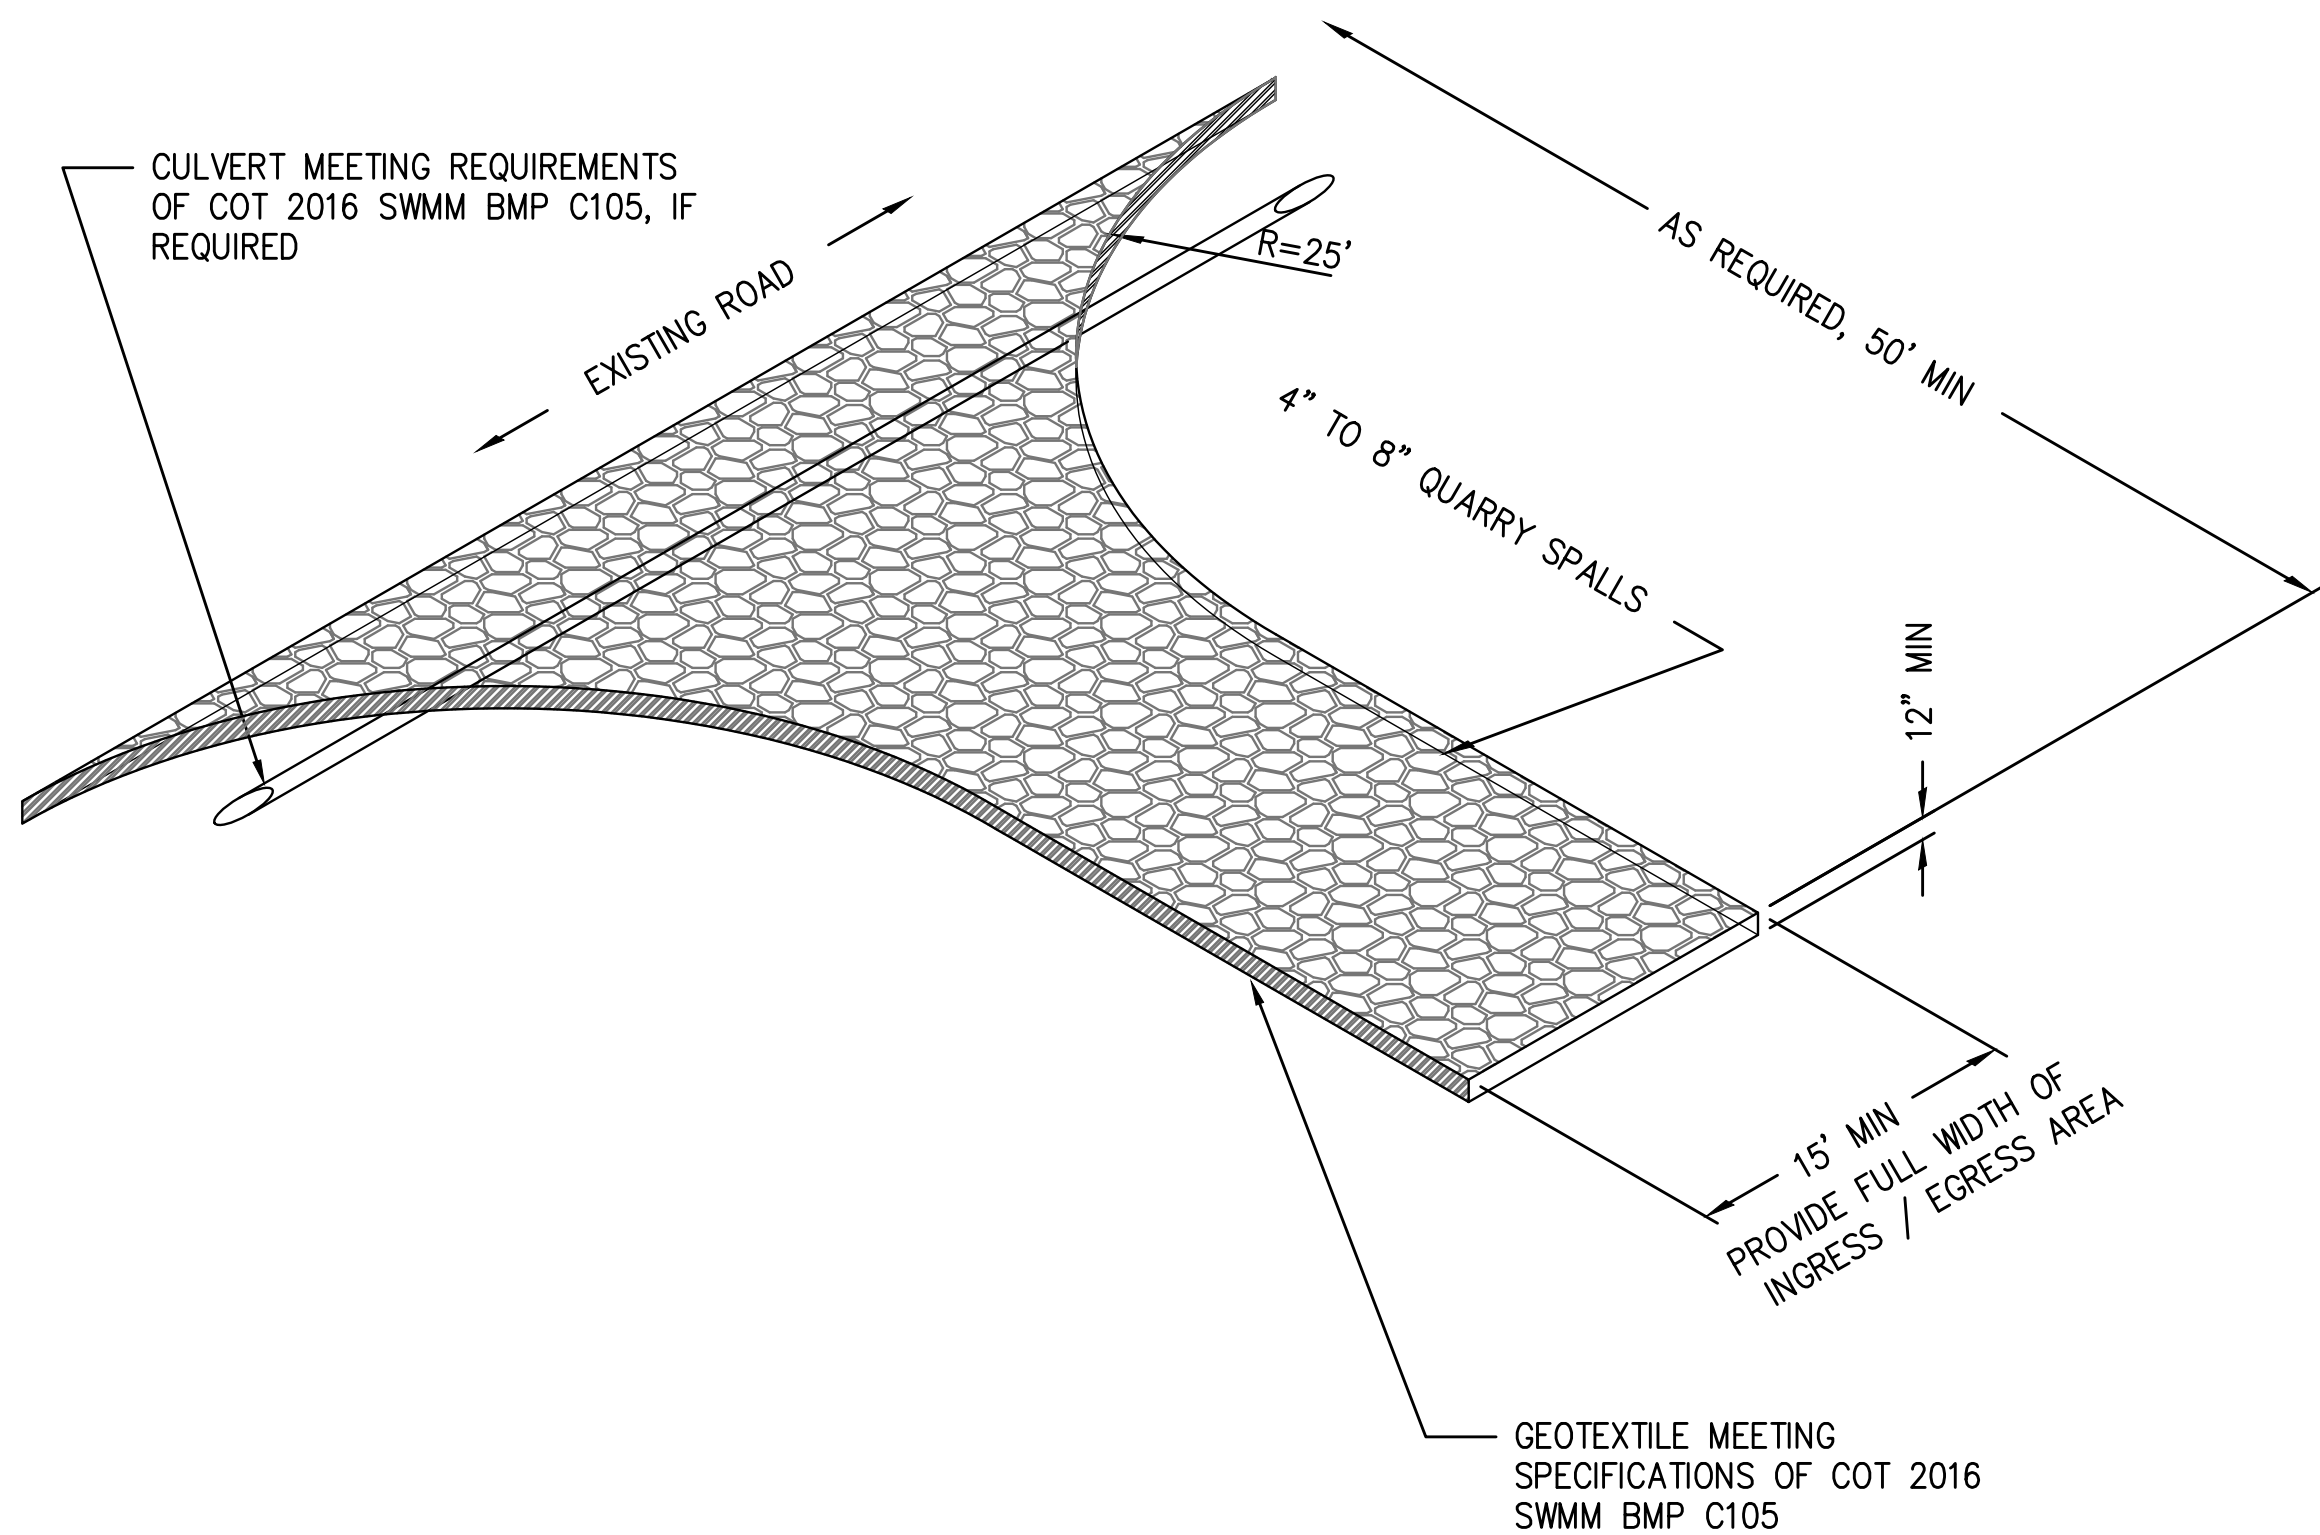 CULVERT MEETING REQUIREMENTS
OF COT 2016 SWMM BMP C105, IF
REQUIRED
EXISTING ROAD
R=25'
AS REQUIRED, 50' MIN
4" TO 8" QUARRY SPALLS
12" MIN
15' MIN
PROVIDE FULL WIDTH OF
INGRESS / EGRESS AREA
GEOTEXTILE MEETING
SPECIFICATIONS OF COT 2016
SWMM BMP C105